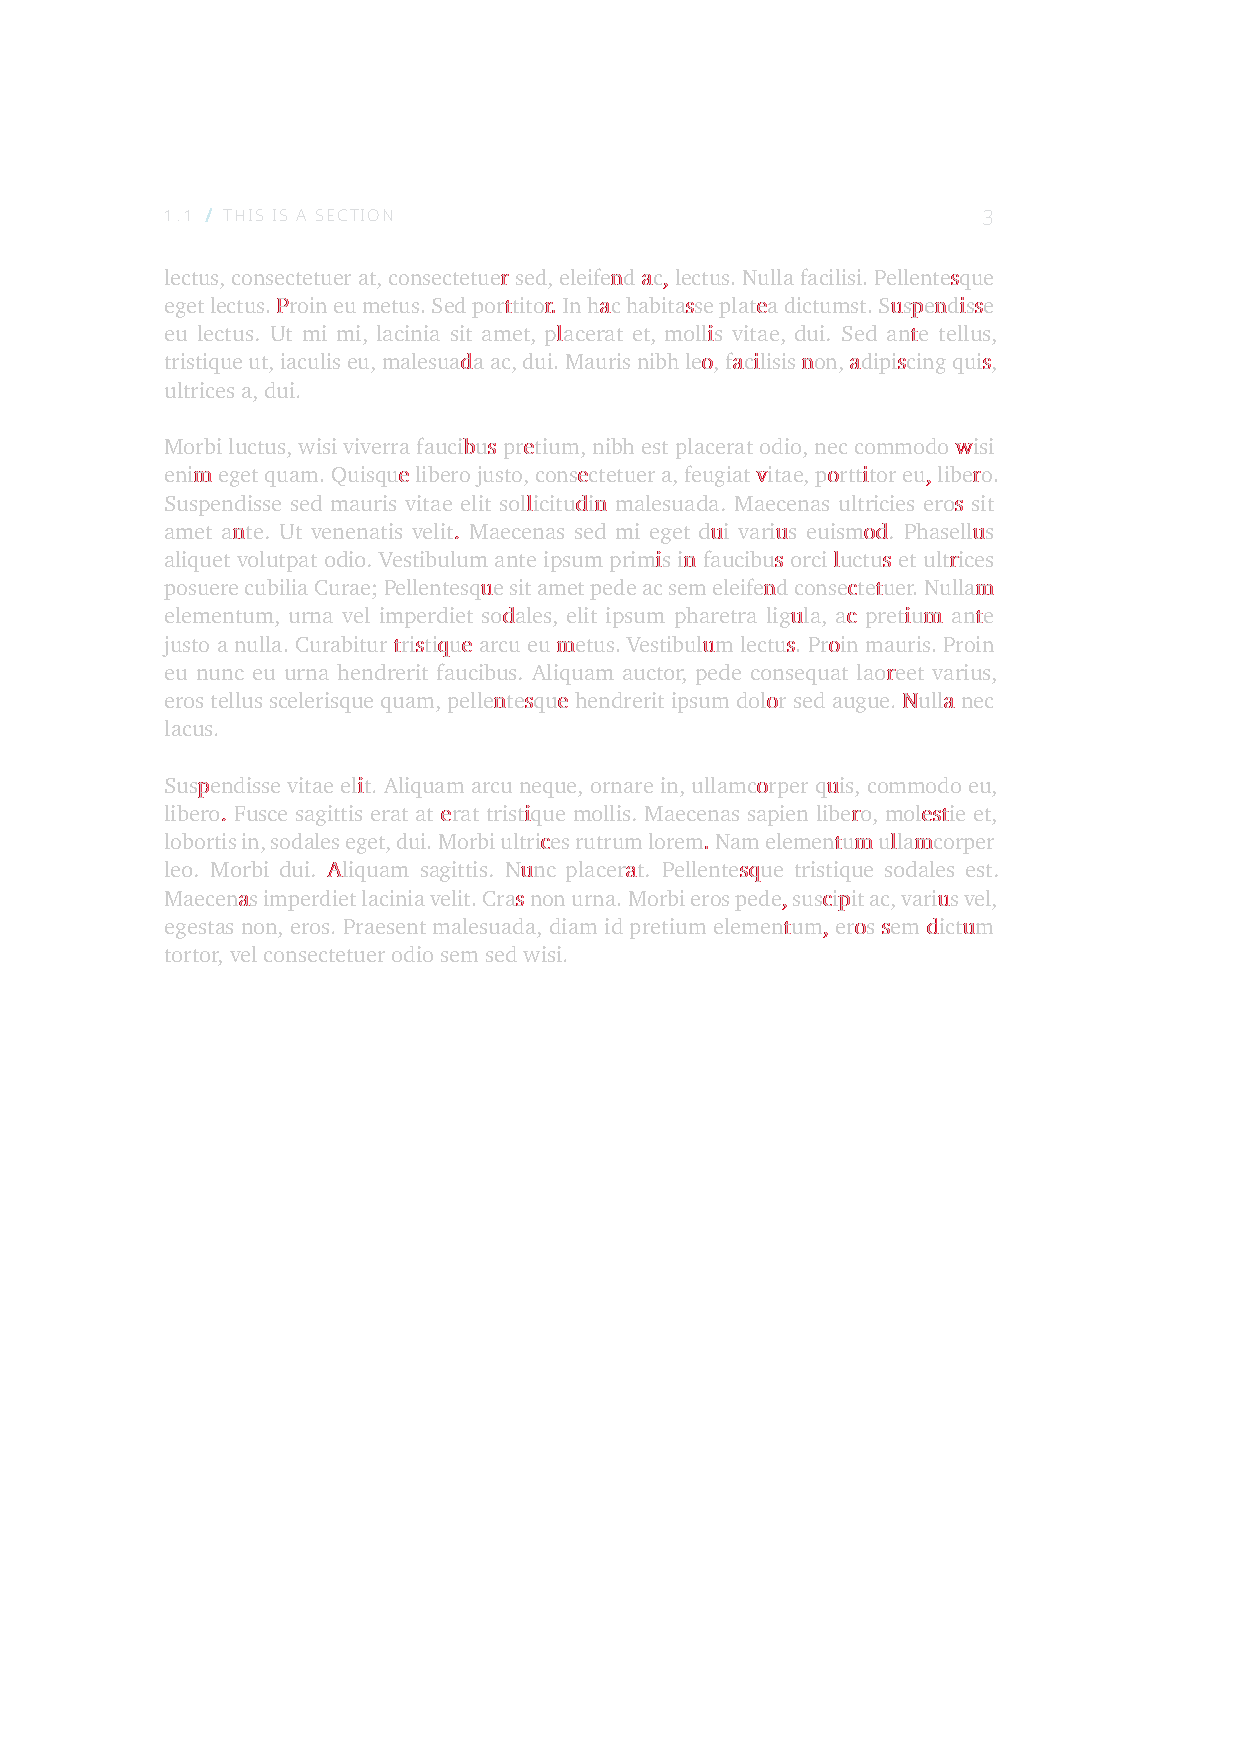 1.1 / THIS IS A SECTION 3
lectus, consectetuer at, consectetuer sed, eleifend ac, lectus. Nulla facilisi. Pellentesque
eget lectus. Proin eu metus. Sed porttitor. In hac habitasse platea dictumst. Suspendisse
eu lectus. Ut mi mi, lacinia sit amet, placerat et, mollis vitae, dui. Sed ante tellus,
tristique ut, iaculis eu, malesuada ac, dui. Mauris nibh leo, facilisis non, adipiscing quis,
ultrices a, dui.
Morbi luctus, wisi viverra faucibus pretium, nibh est placerat odio, nec commodo wisi
enim eget quam. Quisque libero justo, consectetuer a, feugiat vitae, porttitor eu, libero.
Suspendisse sed mauris vitae elit sollicitudin malesuada. Maecenas ultricies eros sit
amet ante. Ut venenatis velit. Maecenas sed mi eget dui varius euismod. Phasellus
aliquet volutpat odio. Vestibulum ante ipsum primis in faucibus orci luctus et ultrices
posuere cubilia Curae; Pellentesque sit amet pede ac sem eleifend consectetuer. Nullam
elementum, urna vel imperdiet sodales, elit ipsum pharetra ligula, ac pretium ante
justo a nulla. Curabitur tristique arcu eu metus. Vestibulum lectus. Proin mauris. Proin
eu nunc eu urna hendrerit faucibus. Aliquam auctor, pede consequat laoreet varius,
eros tellus scelerisque quam, pellentesque hendrerit ipsum dolor sed augue. Nulla nec
lacus.
Suspendisse vitae elit. Aliquam arcu neque, ornare in, ullamcorper quis, commodo eu,
libero. Fusce sagittis erat at erat tristique mollis. Maecenas sapien libero, molestie et,
lobortis in, sodales eget, dui. Morbi ultrices rutrum lorem. Nam elementum ullamcorper
leo. Morbi dui. Aliquam sagittis. Nunc placerat. Pellentesque tristique sodales est.
Maecenas imperdiet lacinia velit. Cras non urna. Morbi eros pede, suscipit ac, varius vel,
egestas non, eros. Praesent malesuada, diam id pretium elementum, eros sem dictum
tortor, vel consectetuer odio sem sed wisi.